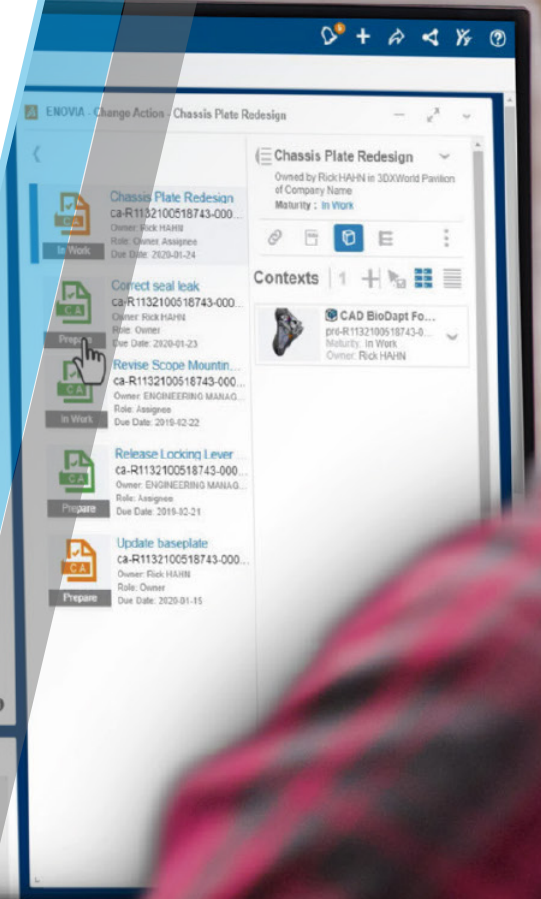 ENOVIA - Change Action - Chassis Plate Redesign
Chassis Plate Redesign
ca-R1132100518743-000...
Owner: Rick HAHN
Role: Owner, Assignee
Due Date: 2020-01-24
CA
In Work
Correct seal leak
ca-R1132100518743-000...
Owner: Rick HAHN
Role: Owner
Due Date: 2020-01-23
CA
Prepare
Revise Scope Mountin...
ca-R1132100518743-000...
Owner: ENGINEERING MANAG...
Role: Assignee
Due Date: 2019-02-22
CA
In Work
Release Locking Lever ...
ca-R1132100518743-000...
Owner: ENGINEERING MANAG...
Role: Assignee
Due Date: 2019-02-21
CA
Prepare
Update baseplate
ca-R1132100518743-000...
Owner: Rick HAHN
Role: Owner
Due Date: 2020-01-15
CA
Prepare
Chassis Plate Redesign
Owned by Rick HAHN in 3DXWorld Pavilion
of Company Name
Maturity : In Work
Contexts 1
CAD BioDapt Fo...
prd-R1132100518743-0...
Maturity: In Work
Owner: Rick HAHN